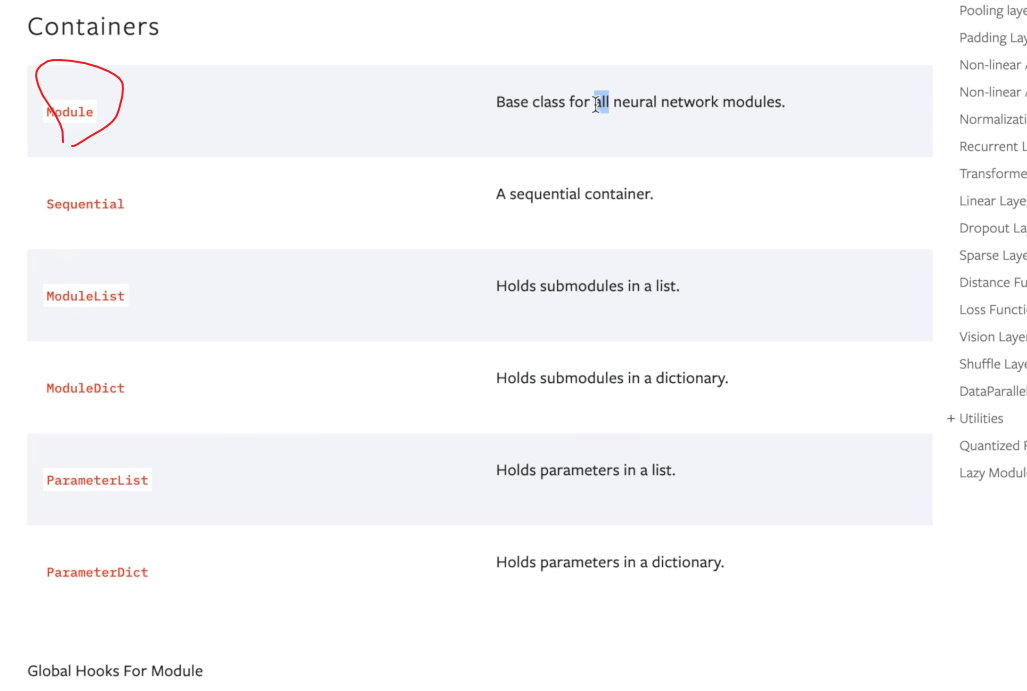 Containers
Module
Base class for all neural network modules.
Sequential
A sequential container.
ModuleList
Holds submodules in a list.
ModuleDict
Holds submodules in a dictionary.
ParameterList
Holds parameters in a list.
ParameterDict
Holds parameters in a dictionary.
Global Hooks For Module
Pooling laye
Padding Lay
Non-linear A
Non-linear A
Normalizati
Recurrent L
Transforme
Linear Laye
Dropout La
Sparse Laye
Distance Fu
Loss Functi
Vision Layer
Shuffle Laye
DataParalle
+ Utilities
Quantized F
Lazy Modul